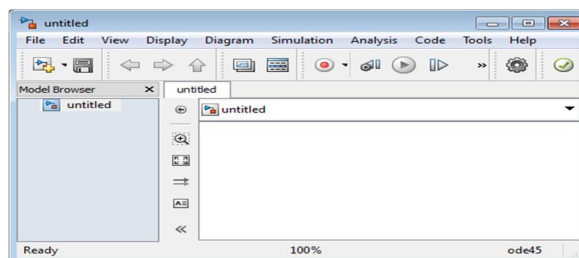 untitled
File Edit View Display Diagram Simulation Analysis Code Tools Help
Model Browser × untitled
untitled
untitled
Ready 100% ode45